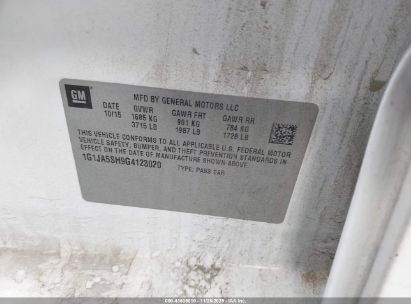 GM
MFD BY GENERAL MOTORS LLC
DATE GVWR GAWR FRT GAWR RR
10/15 1685 KG 901 KG 784 KG
3715 LB 1987 LB 1728 LB
THIS VEHICLE CONFORMS TO ALL APPLICABLE U.S. FEDERAL MOTOR
VEHICLE SAFETY, BUMPER, AND THEFT PREVENTION STANDARDS IN
EFFECT ON THE DATE OF MANUFACTURE SHOWN ABOVE.
1G1JA5SH9G4123020
TYPE: PASS CAR